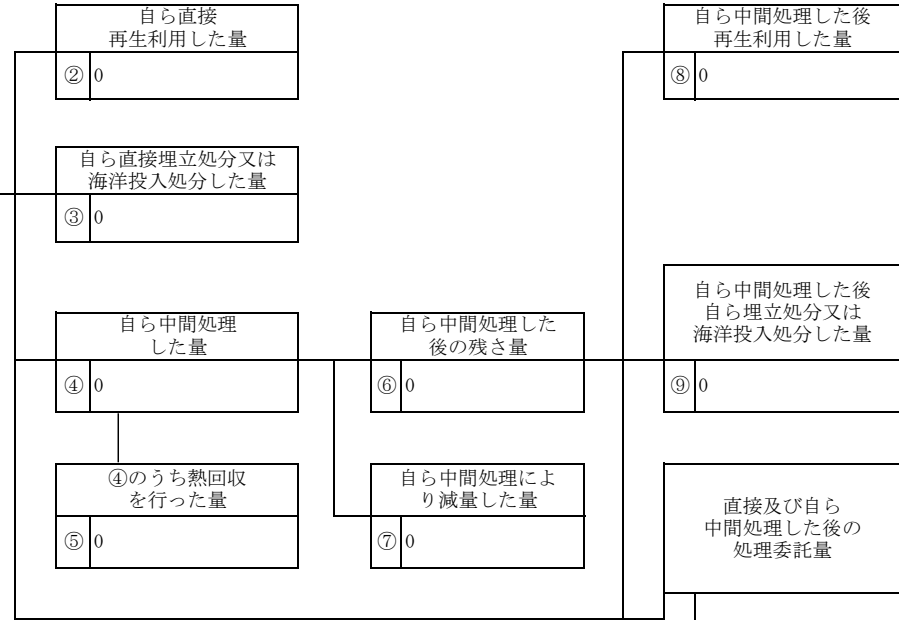 自ら直接
再生利用した量
② 0
自ら中間処理した後
再生利用した量
⑧ 0
自ら直接埋立処分又は
海洋投入処分した量
③ 0
自ら中間処理
した量
④ 0
自ら中間処理した
後の残さ量
⑥ 0
自ら中間処理した後
自ら埋立処分又は
海洋投入処分した量
⑨ 0
④のうち熱回収
を行った量
⑤ 0
自ら中間処理によ
り減量した量
⑦ 0
直接及び自ら
中間処理した後の
処理委託量